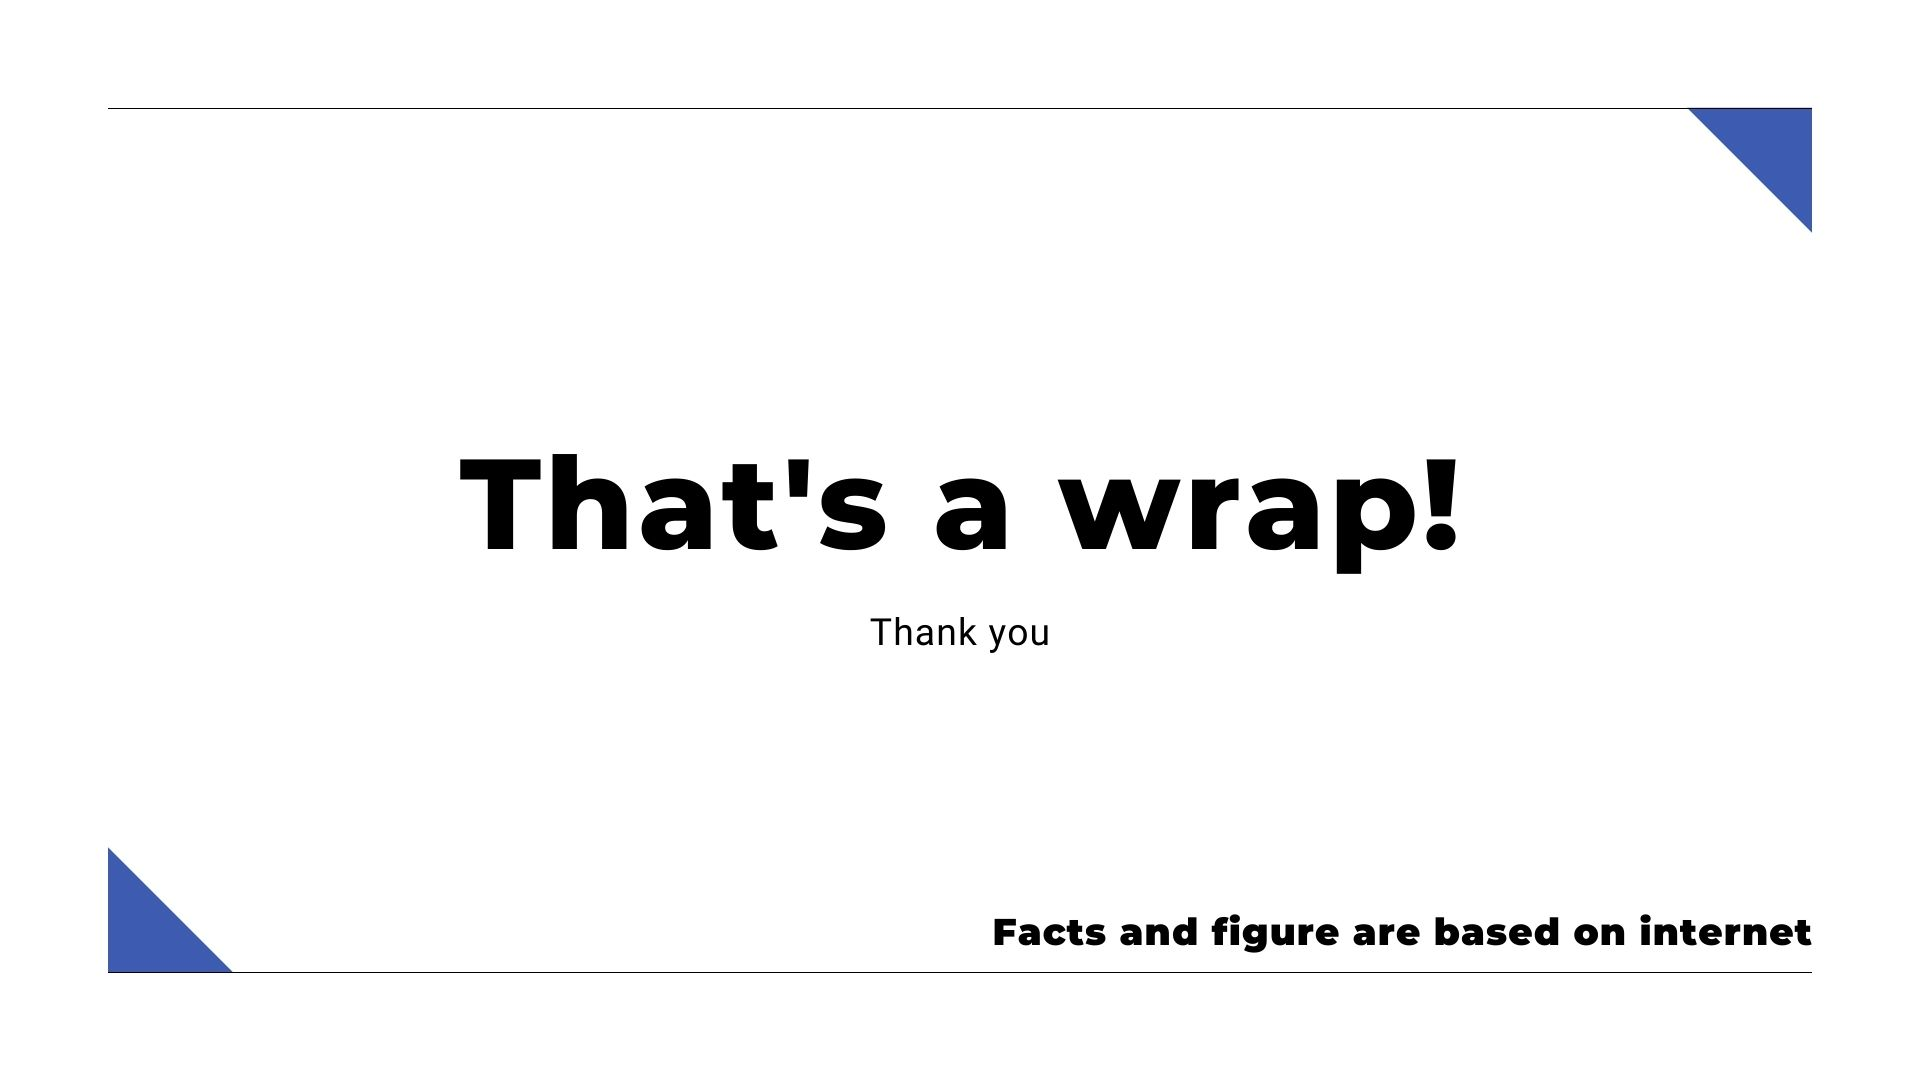 That's a wrap!
Thank you
Facts and figure are based on internet